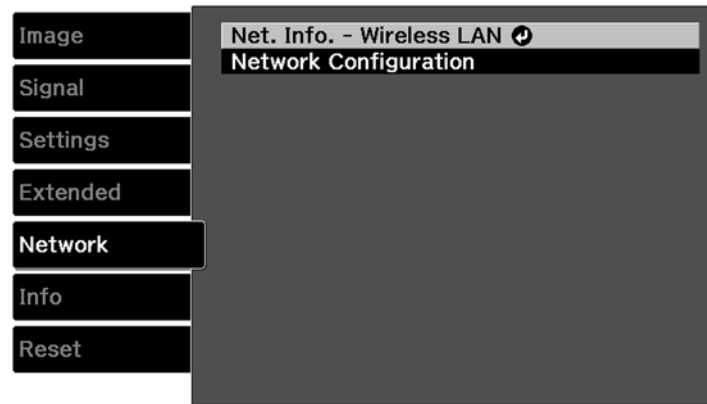 Image
Signal
Settings
Extended
Network
Info
Reset
Net. Info. - Wireless LAN
Network Configuration